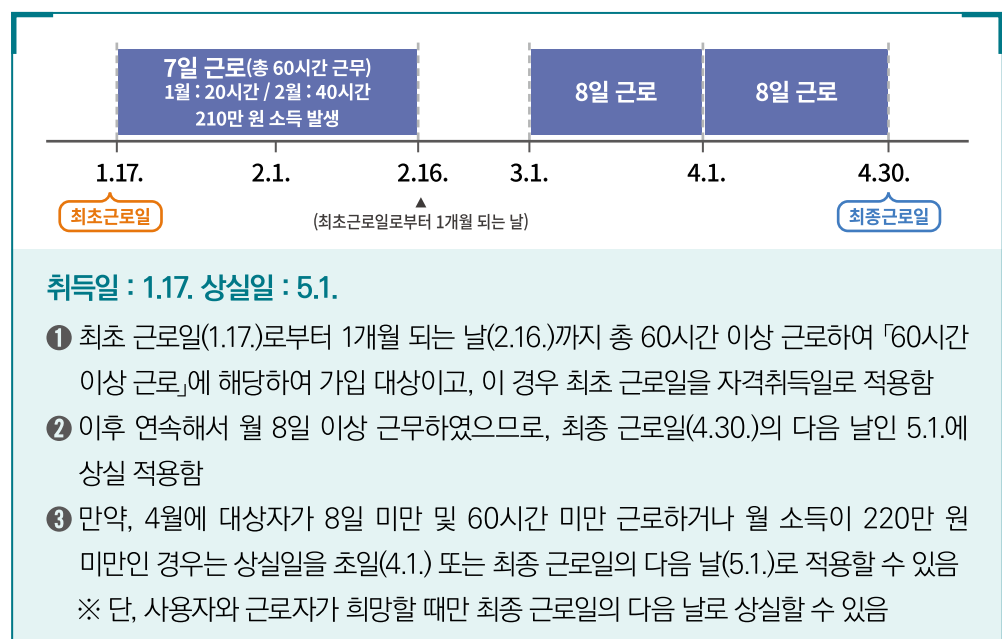 7일 근로(총 60시간 근무)
1월 : 20시간 / 2월 : 40시간
210만 원 소득 발생
8일 근로
8일 근로
1.17.
2.1.
2.16.
3.1.
4.1.
4.30.
최초근로일
▲
(최초근로일로부터 1개월 되는 날)
최종근로일
취득일 : 1.17. 상실일 : 5.1.
❶ 최초 근로일(1.17.)로부터 1개월 되는 날(2.16.)까지 총 60시간 이상 근로하여 「60시간
이상 근로」에 해당하여 가입 대상이고, 이 경우 최초 근로일을 자격취득일로 적용함
❷ 이후 연속해서 월 8일 이상 근무하였으므로, 최종 근로일(4.30.)의 다음 날인 5.1.에
상실 적용함
❸ 만약, 4월에 대상자가 8일 미만 및 60시간 미만 근로하거나 월 소득이 220만 원
미만인 경우는 상실일을 초일(4.1.) 또는 최종 근로일의 다음 날(5.1.)로 적용할 수 있음
※ 단, 사용자와 근로자가 희망할 때만 최종 근로일의 다음 날로 상실할 수 있음